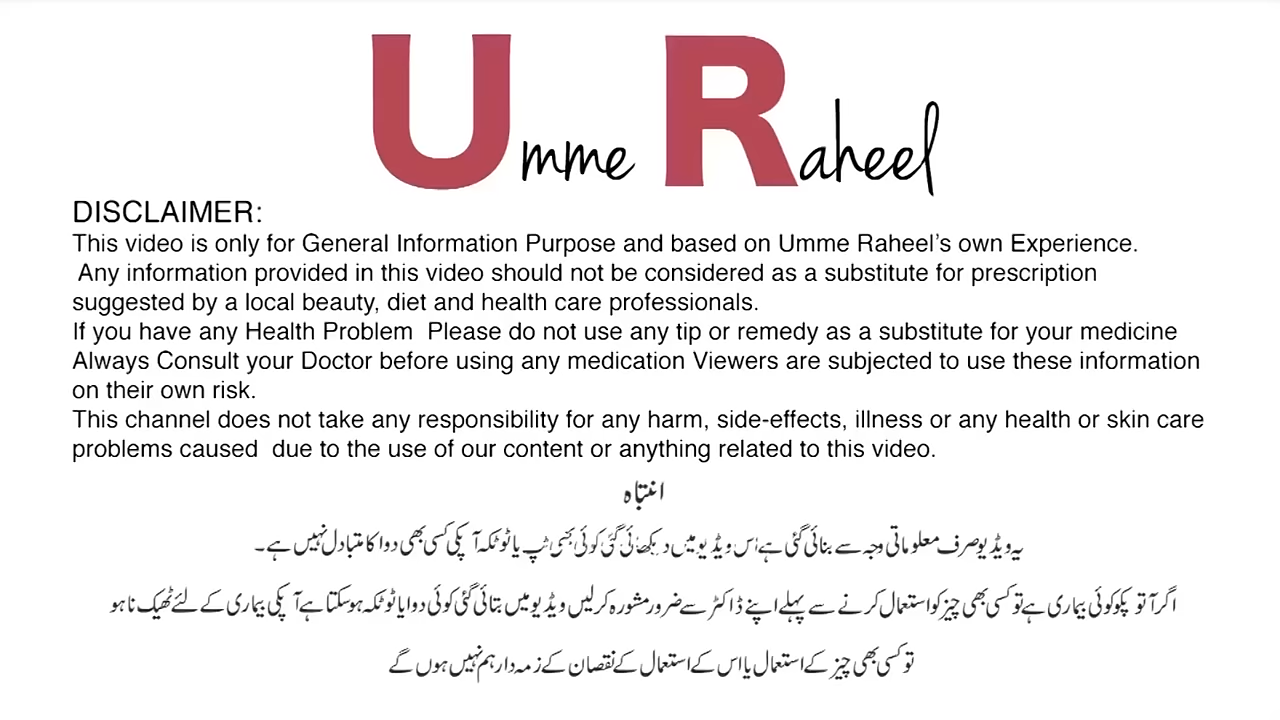 Umme Raheel
DISCLAIMER:
This video is only for General Information Purpose and based on Umme Raheel’s own Experience.
Any information provided in this video should not be considered as a substitute for prescription
suggested by a local beauty, diet and health care professionals.
If you have any Health Problem Please do not use any tip or remedy as a substitute for your medicine
Always Consult your Doctor before using any medication Viewers are subjected to use these information
on their own risk.
This channel does not take any responsibility for any harm, side-effects, illness or any health or skin care
problems caused due to the use of our content or anything related to this video.
انتباہ
یہ ویڈیو صرف معلوماتی وجہ سے بنائی گئی ہے اس ویڈیو میں دیکھائی گئی کوئی بھی ٹپ یا ٹوٹکہ آپکی کسی بھی دوا کا متبادل نہیں ہے۔
اگر آ تو پکو کوئی بیماری ہے تو کسی بھی چیز کو استعمال کرنے سے پہلے اپنے ڈاکٹر سے ضرور مشورہ کر لیں ویڈیو میں بتائی گئی کوئی دوا یا ٹوٹکہ ہو سکتا ہے آپکی بیماری کے لئے ٹھیک نا ہو
تو کسی بھی چیز کے استعمال یا اس کے استعمال کے نقصان کے زمہ دار ہم نہیں ہوں گے